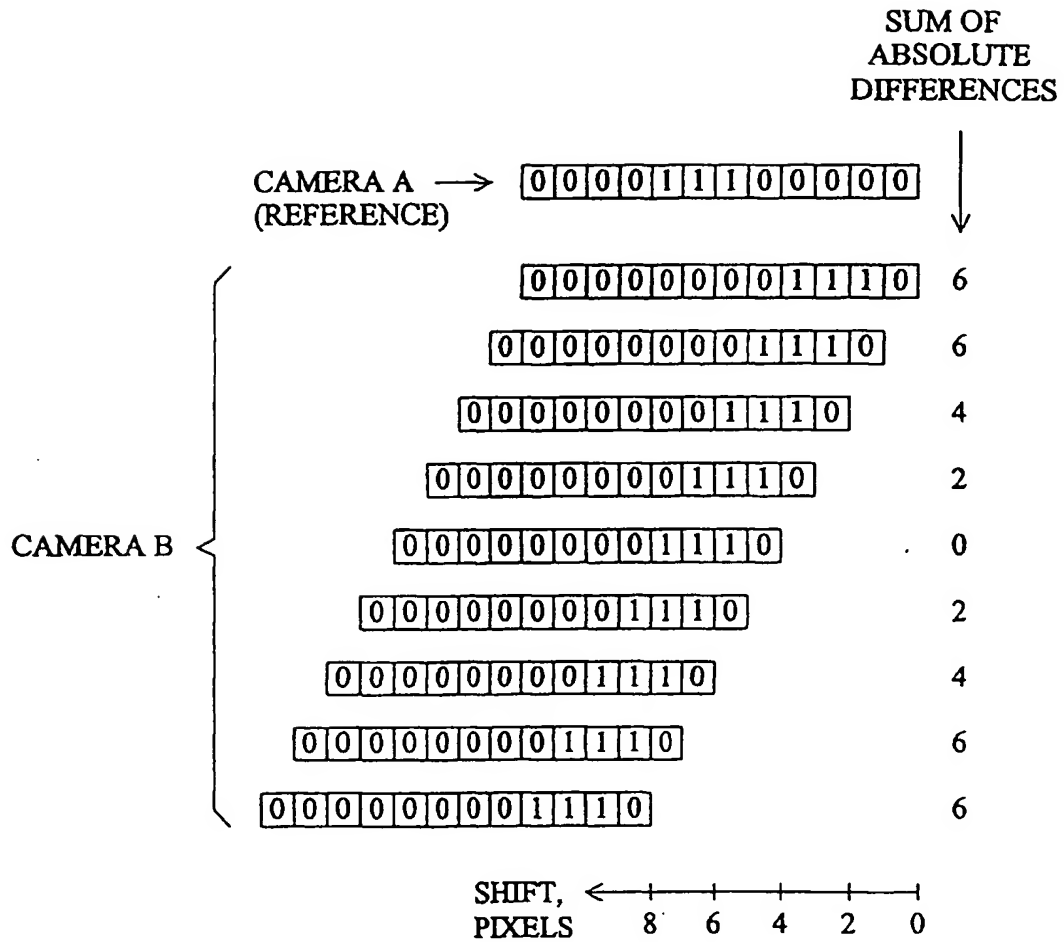 SUM OF
ABSOLUTE
DIFFERENCES
CAMERA A
(REFERENCE)
0 0 0 0 1 1 1 0 0 0 0 0
CAMERA B
0 0 0 0 0 0 0 0 1 1 1 0 6
0 0 0 0 0 0 0 0 1 1 1 0 6
0 0 0 0 0 0 0 0 1 1 1 0 4
0 0 0 0 0 0 0 0 1 1 1 0 2
0 0 0 0 0 0 0 0 1 1 1 0 0
0 0 0 0 0 0 0 0 1 1 1 0 2
0 0 0 0 0 0 0 0 1 1 1 0 4
0 0 0 0 0 0 0 0 1 1 1 0 6
0 0 0 0 0 0 0 0 1 1 1 0 6
SHIFT,
PIXELS 8 6 4 2 0